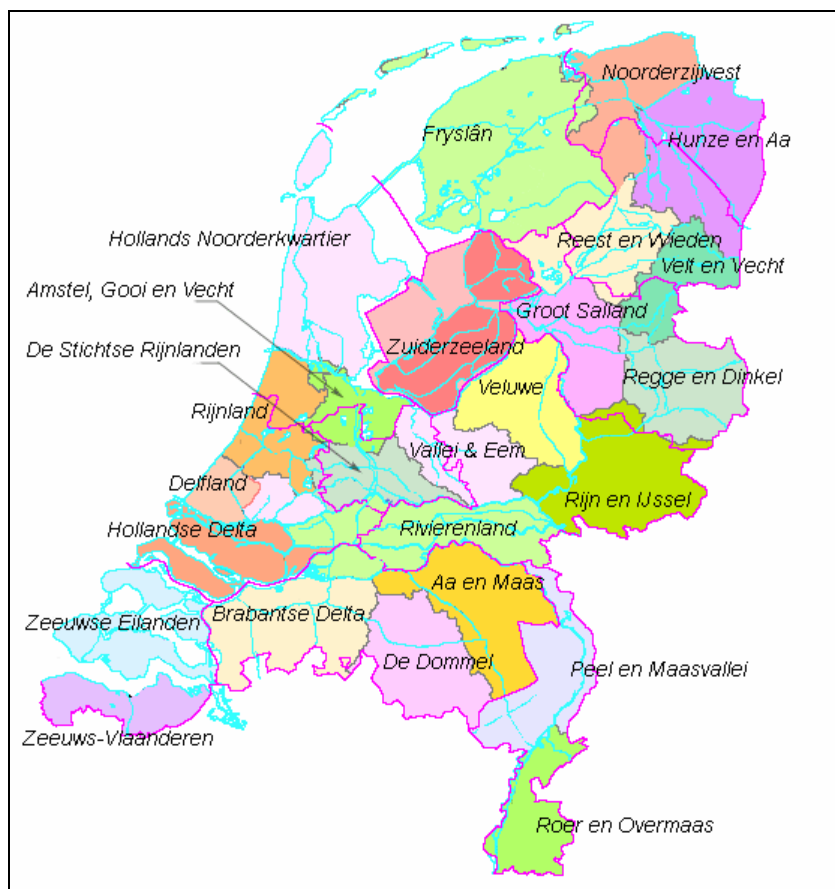 Noorderzijlvest
Fryslân
Hunze en Aa
Hollands Noorderkwartier
Reest en Wieden
Velt en Vecht
Amstel, Gooi en Vecht
Groot Salland
De Stichtse Rijnlanden
Zuiderzeeland
Veluwe
Regge en Dinkel
Rijnland
Vallei & Eem
Delfland
Rijn en IJssel
Hollandse Delta
Rivierenland
Aa en Maas
Zeeuwse Eilanden
Brabantse Delta
De Dommel
Peel en Maasvallei
Zeeuws-Vlaanderen
Roer en Overmaas